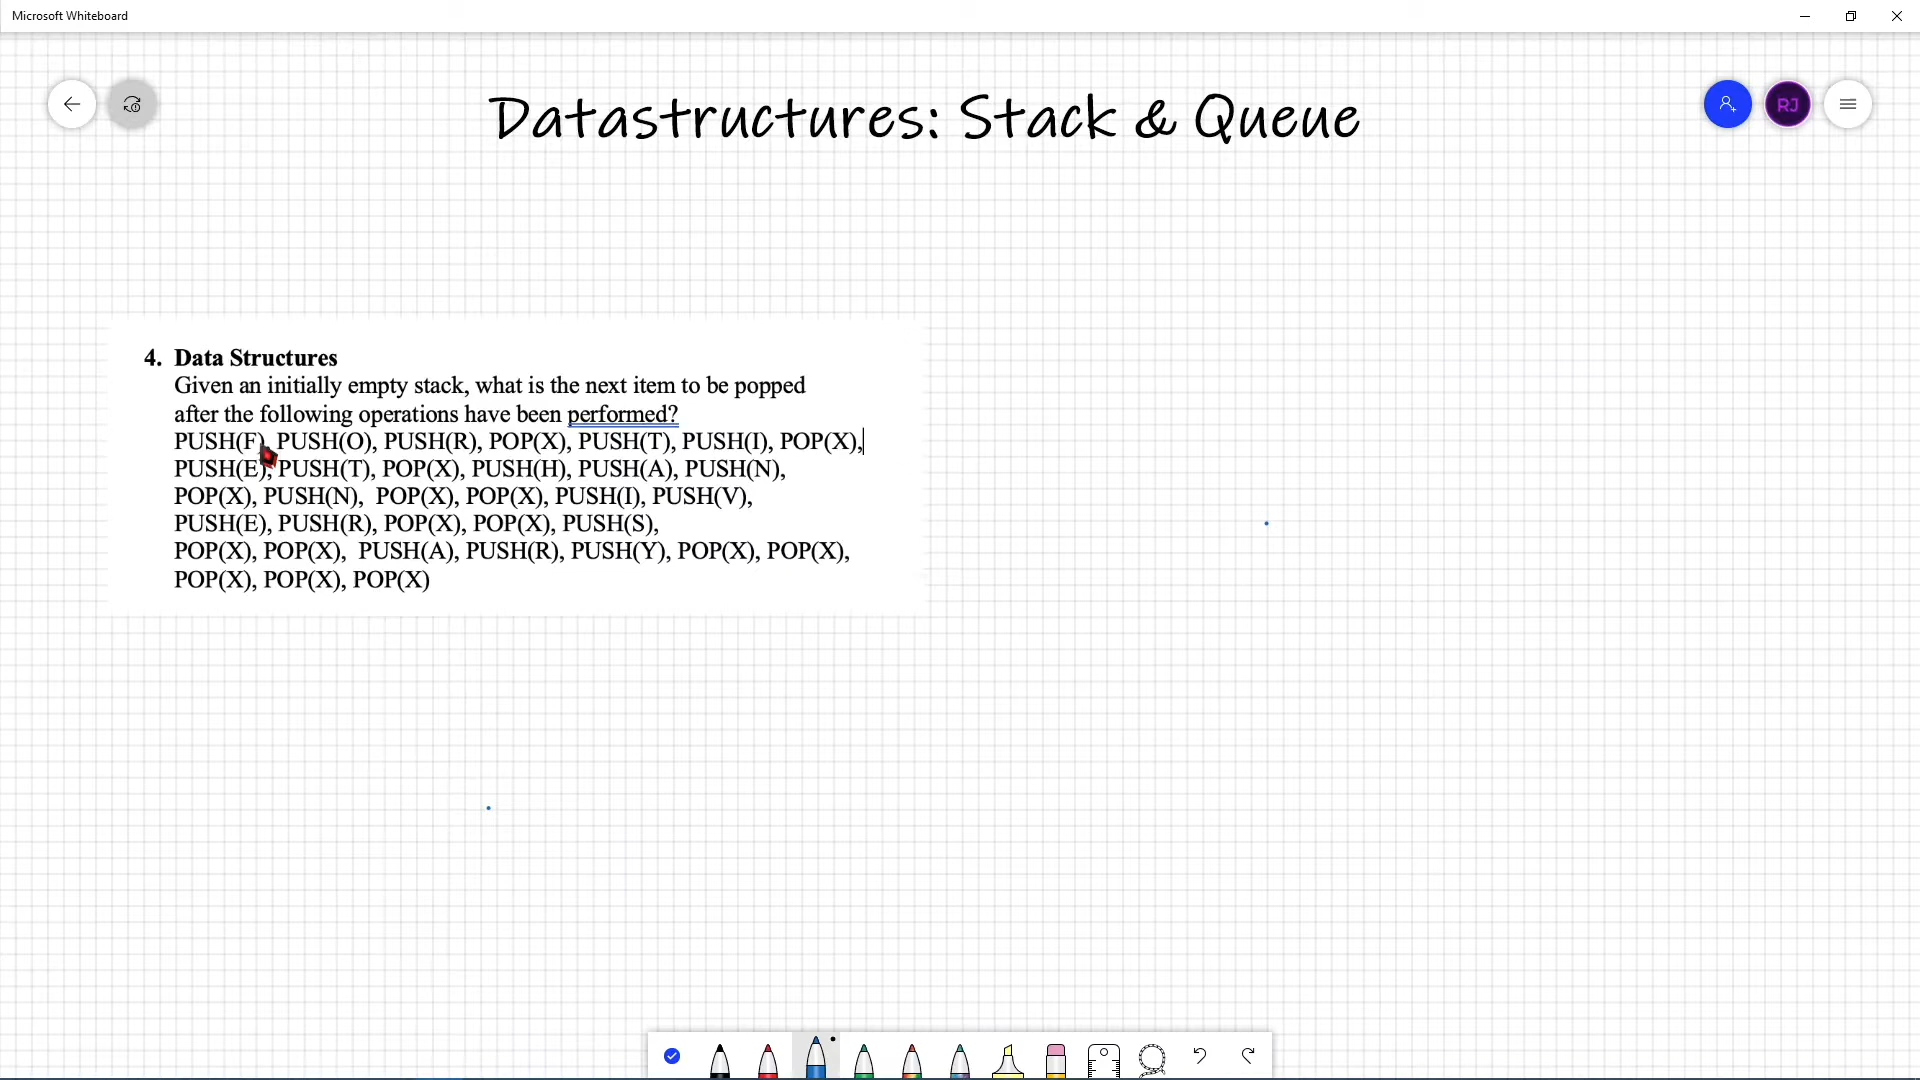 Microsoft Whiteboard
Datastructures: Stack & Queue
RJ
4. Data Structures
Given an initially empty stack, what is the next item to be popped
after the following operations have been performed?
PUSH(F), PUSH(O), PUSH(R), POP(X), PUSH(T), PUSH(I), POP(X),
PUSH(E), PUSH(T), POP(X), PUSH(H), PUSH(A), PUSH(N),
POP(X), PUSH(N), POP(X), POP(X), PUSH(I), PUSH(V),
PUSH(E), PUSH(R), POP(X), POP(X), PUSH(S),
POP(X), POP(X), PUSH(A), PUSH(R), PUSH(Y), POP(X), POP(X),
POP(X), POP(X), POP(X)